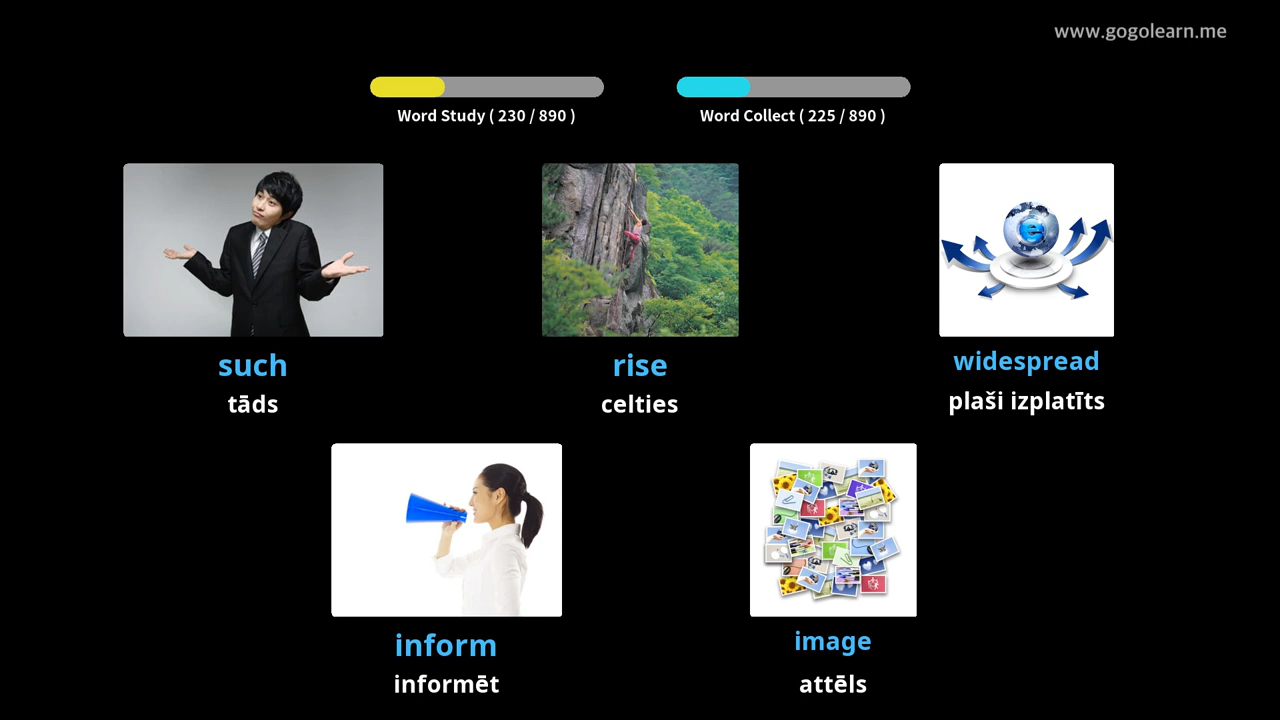 www.gogolearn.me
Word Study ( 230 / 890 )
Word Collect ( 225 / 890 )
such
tāds
rise
celties
widespread
plaši izplatīts
inform
informēt
image
attēls